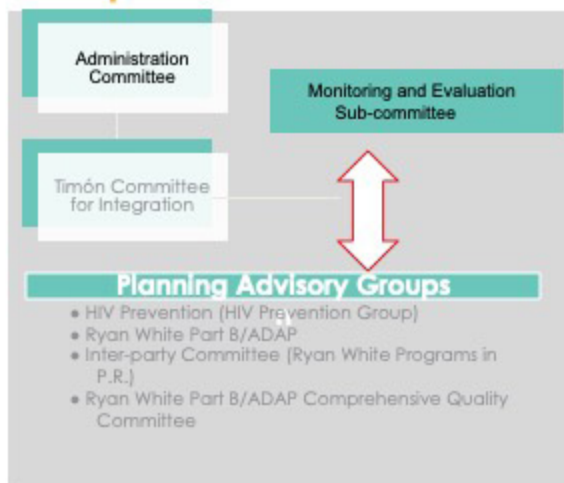 Administration
Committee
Monitoring and Evaluation
Sub-committee
Timón Committee
for Integration
Planning Advisory Groups
● HIV Prevention (HIV Prevention Group)
● Ryan White Part B/ADAP
● Inter-party Committee (Ryan White Programs in
P.R.)
● Ryan White Part B/ADAP Comprehensive Quality
Committee